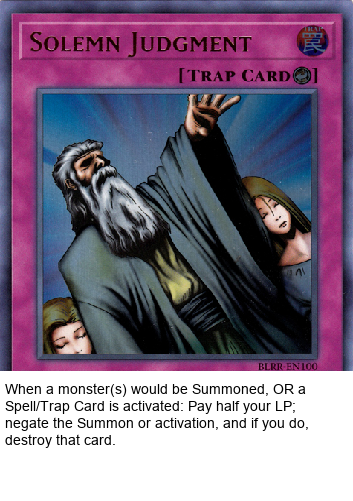 SOLEMN JUDGMENT
[TRAP CARD]
BLRR-EN100
When a monster(s) would be Summoned, OR a
Spell/Trap Card is activated: Pay half your LP;
negate the Summon or activation, and if you do,
destroy that card.